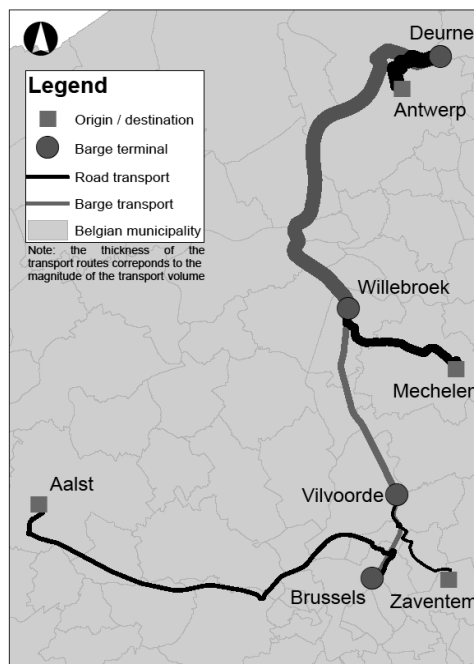 Deurne
Legend
Origin / destination
Antwerp
Barge terminal
Road transport
Barge transport
Belgian municipality
Note: the thickness of the
transport routes correponds to the
magnitude of the transport volume
Willebroek
Mechelen
Aalst
Vilvoorde
Brussels
Zaventem